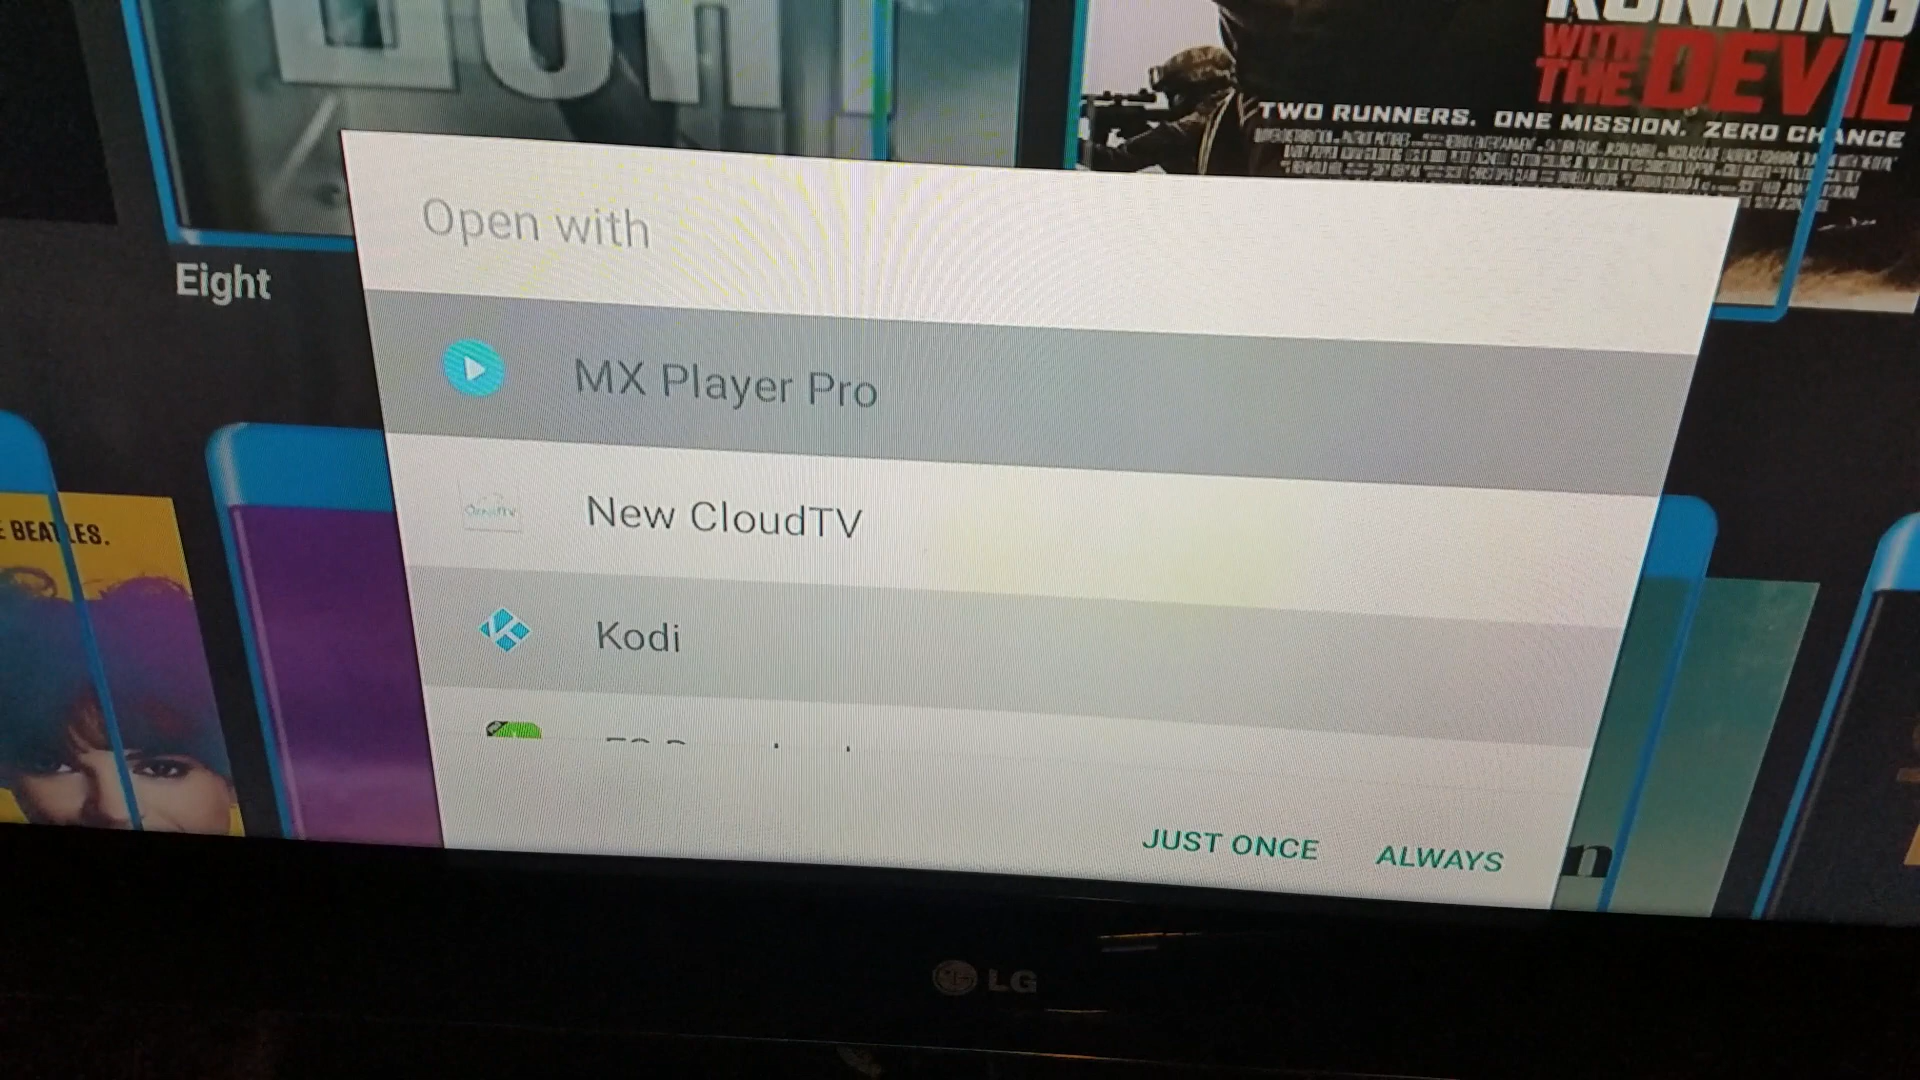 RUNNING
WITH
THE DEVIL
TWO RUNNERS. ONE MISSION. ZERO CHANCE
Eight
Open with
MX Player Pro
New CloudTV
Kodi
BEATLES.
JUST ONCE
ALWAYS
n
LG